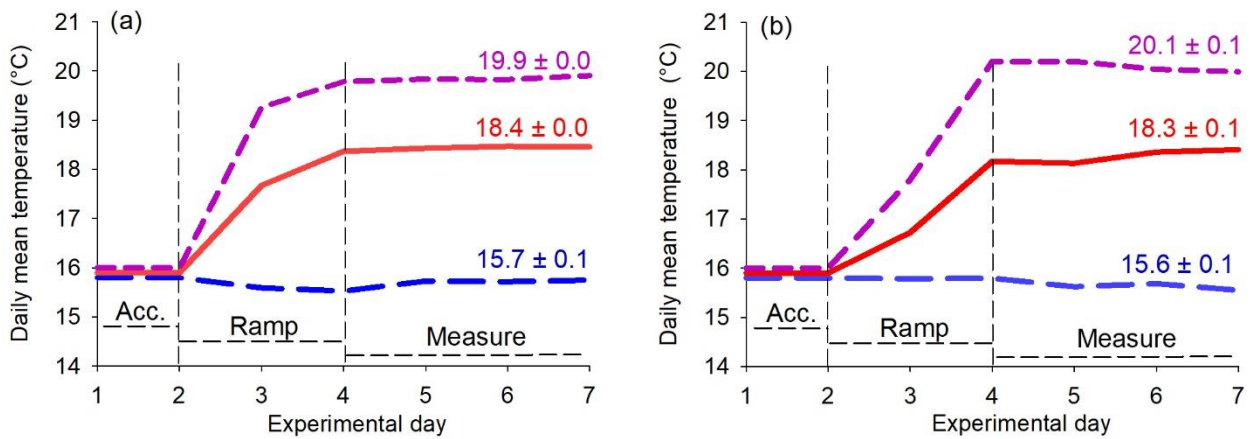 (a)
Daily mean temperature (°C)
21
20
19
18
17
16
15
14
19.9 ± 0.0
18.4 ± 0.0
15.7 ± 0.1
Acc.
Ramp
Measure
1 2 3 4 5 6 7
Experimental day
(b)
Daily mean temperature (°C)
21
20
19
18
17
16
15
14
20.1 ± 0.1
18.3 ± 0.1
15.6 ± 0.1
Acc.
Ramp
Measure
1 2 3 4 5 6 7
Experimental day